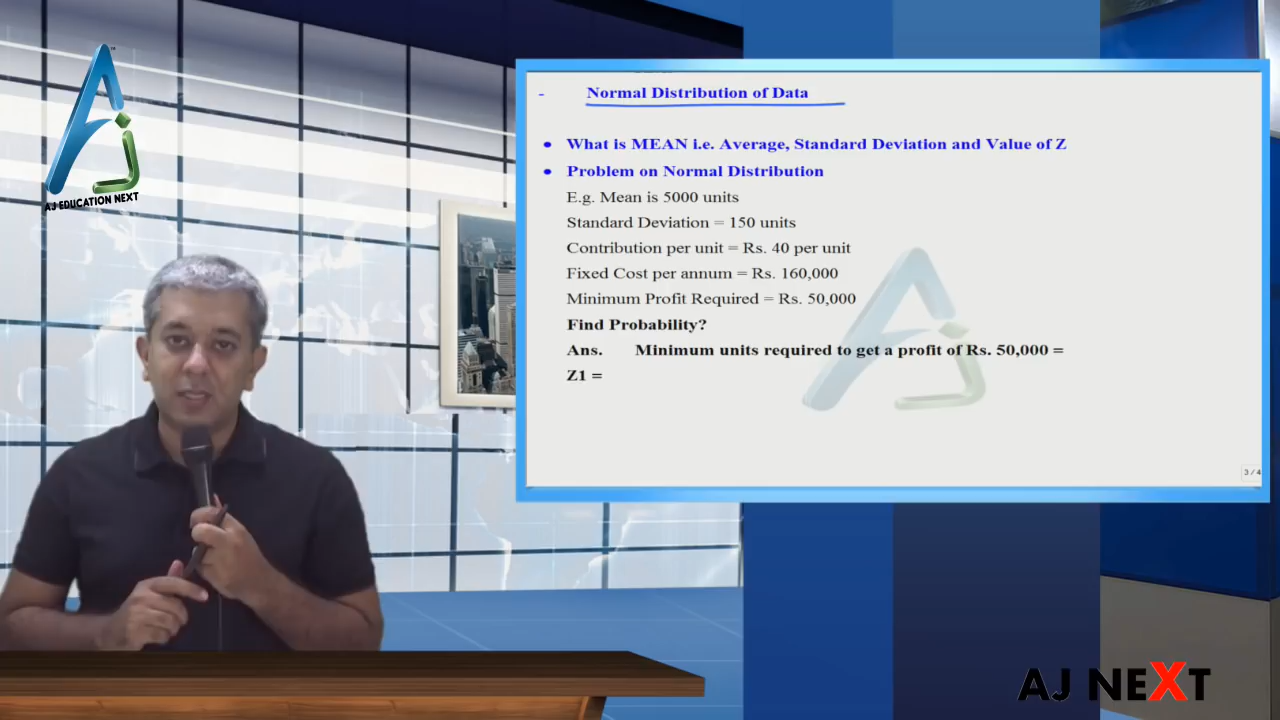 AJ EDUCATION NEXT
- Normal Distribution of Data
• What is MEAN i.e. Average, Standard Deviation and Value of Z
• Problem on Normal Distribution
E.g. Mean is 5000 units
Standard Deviation = 150 units
Contribution per unit = Rs. 40 per unit
Fixed Cost per annum = Rs. 160,000
Minimum Profit Required = Rs. 50,000
Find Probability?
Ans. Minimum units required to get a profit of Rs. 50,000 =
Z1 =
3 / 4
AJ NEXT